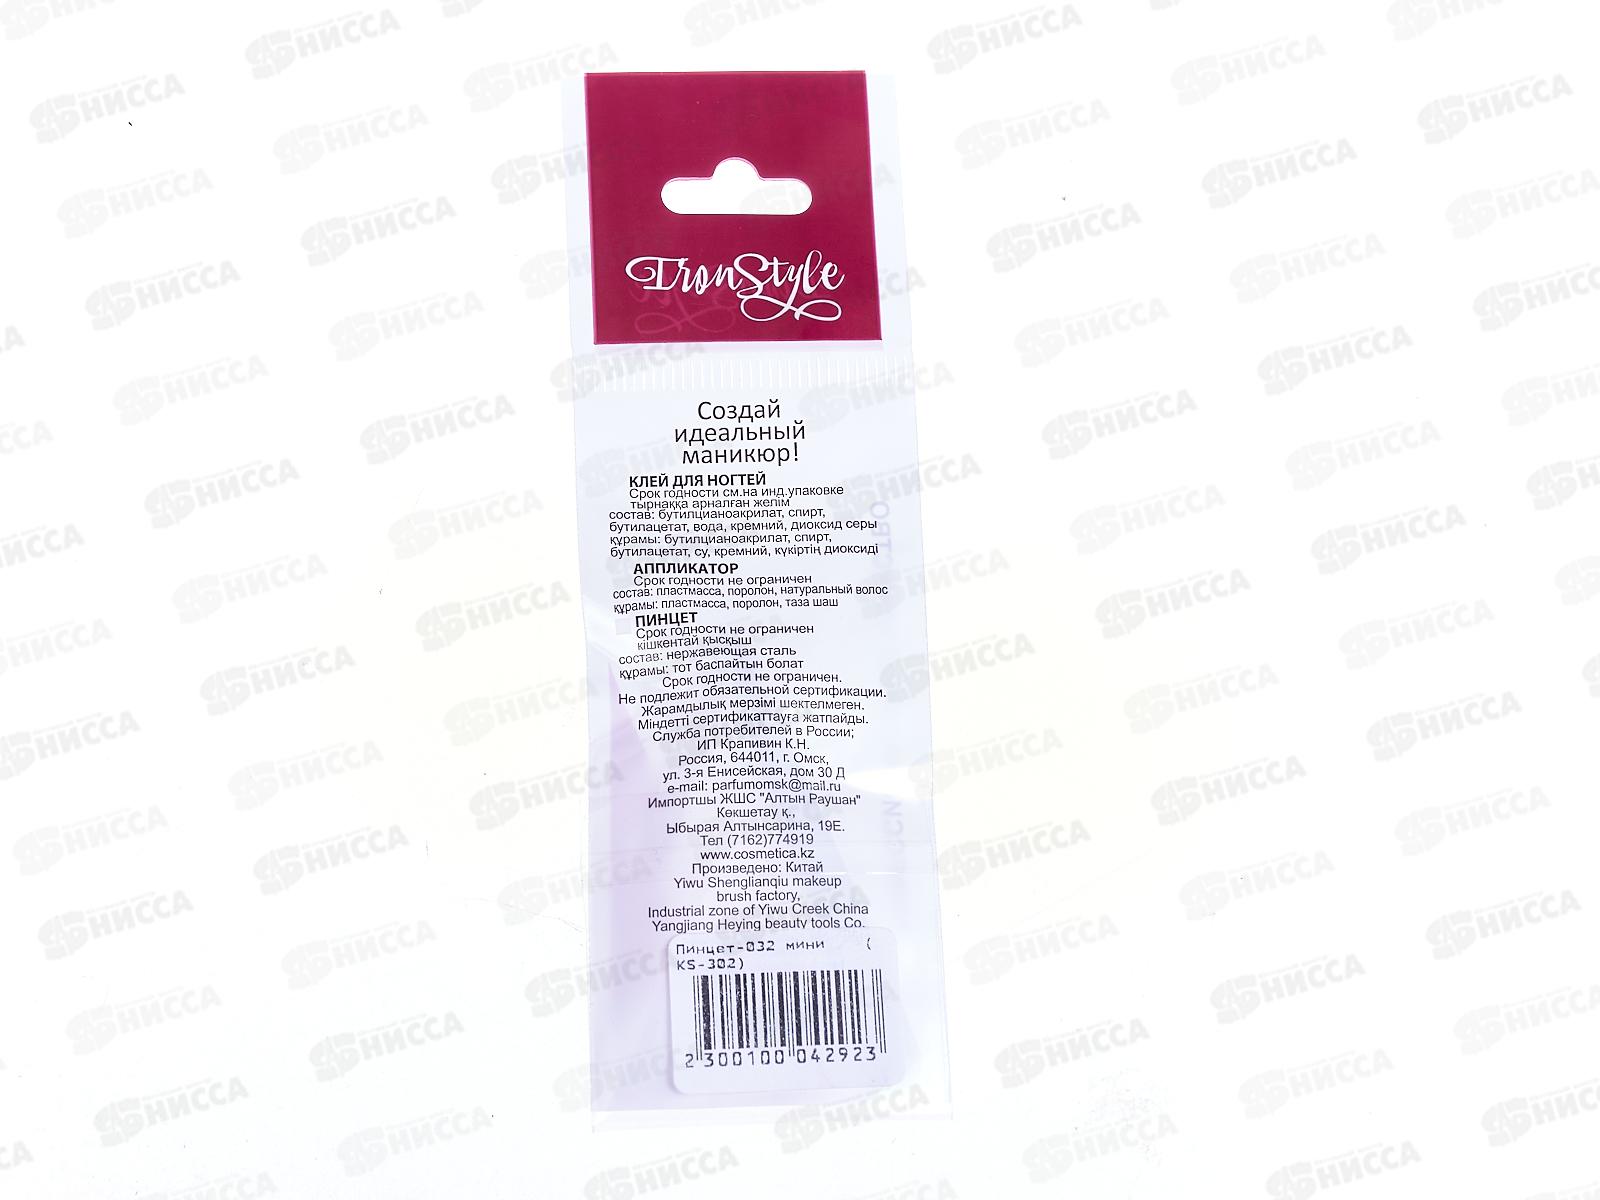 IronStyle
Создай
идеальный
маникюр!
КЛЕЙ ДЛЯ НОГТЕЙ
Срок годности см.на инд.упаковке
тырнаққа арналған желім
состав: бутилцианоакрилат, спирт,
бутилацетат, вода, кремний, диоксид серы
құрамы: бутилцианоакрилат, спирт,
бутилацетат, су, кремний, күкіртің диоксиді
АППЛИКАТОР
Срок годности не ограничен
состав: пластмасса, поролон, натуральный волос
құрамы: пластмасса, поролон, таза шаш
ПИНЦЕТ
Срок годности не ограничен
кішкентай қысқыш
состав: нержавеющая сталь
құрамы: тот баспайтын болат
Срок годности не ограничен.
Не подлежит обязательной сертификации.
Жарамдылық мерзімі шектелмеген.
Міндетті сертификаттауға жатпайды.
Служба потребителей в России;
ИП Крапивин К.Н.
Россия, 644011, г. Омск,
ул. 3-я Енисейская, дом 30 Д
e-mail: parfumomsk@mail.ru
Импортшы ЖШС "Алтын Раушан"
Көкшетау қ.,
Ыбырая Алтынсарина, 19Е.
Тел (7162)774919
www.cosmetica.kz
Произведено: Китай
Yiwu Shenglianqiu makeup
brush factory,
Industrial zone of Yiwu Creek China
Yangjiang Heying beauty tools Co.
Пинцет-032 мини (
KS-302)
2 300100 042923
НИССА